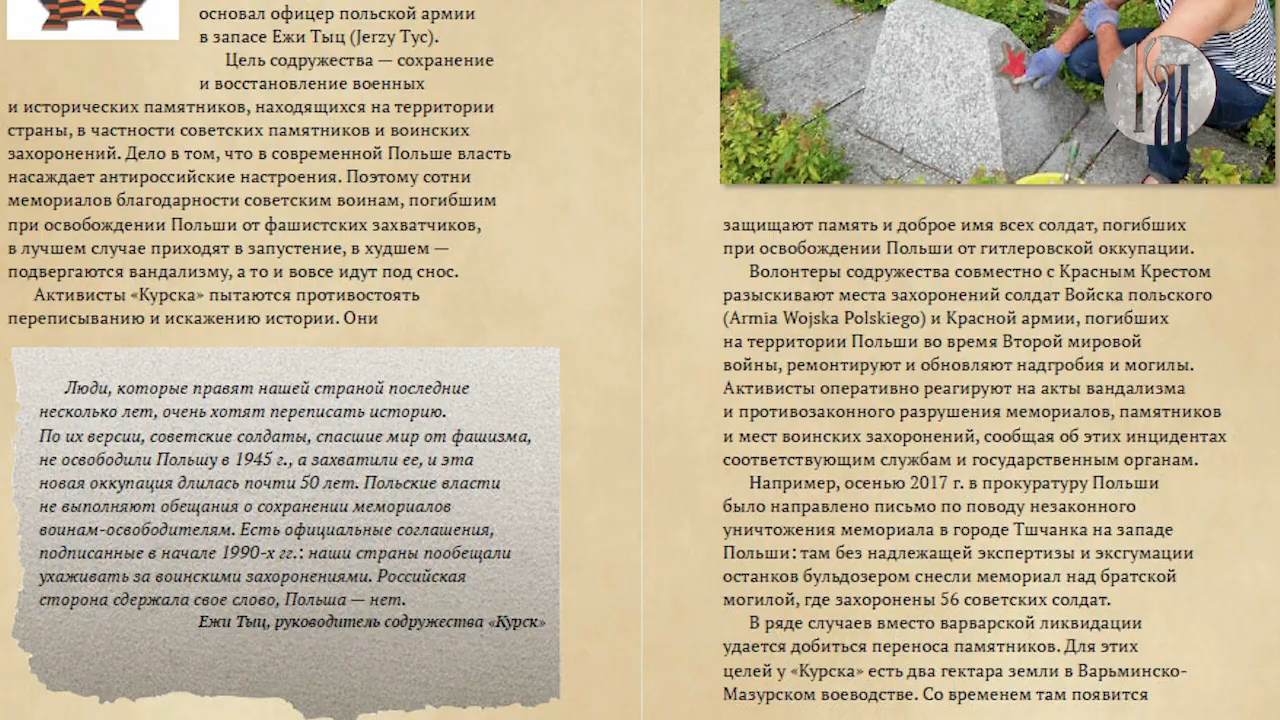 основал офицер польской армии
в запасе Ежи Тыц (Jerzy Tyc).
Цель содружества — сохранение
и восстановление военных
и исторических памятников, находящихся на территории
страны, в частности советских памятников и воинских
захоронений. Дело в том, что в современной Польше власть
насаждает антироссийские настроения. Поэтому сотни
мемориалов благодарности советским воинам, погибшим
при освобождении Польши от фашистских захватчиков,
в лучшем случае приходят в запустение, в худшем —
подвергаются вандализму, а то и вовсе идут под снос.
Активисты «Курска» пытаются противостоять
переписыванию и искажению истории. Они
Люди, которые правят нашей страной последние
несколько лет, очень хотят переписать историю.
По их версии, советские солдаты, спасшие мир от фашизма,
не освободили Польшу в 1945 г., а захватили ее, и эта
новая оккупация длилась почти 50 лет. Польские власти
не выполняют обещания о сохранении мемориалов
воинам-освободителям. Есть официальные соглашения,
подписанные в начале 1990-х гг.: наши страны пообещали
ухаживать за воинскими захоронениями. Российская
сторона сдержала свое слово, Польша — нет.
Ежи Тыц, руководитель содружества «Курск»
защищают память и доброе имя всех солдат, погибших
при освобождении Польши от гитлеровской оккупации.
Волонтеры содружества совместно с Красным Крестом
разыскивают места захоронений солдат Войска польского
(Armia Wojska Polskiego) и Красной армии, погибших
на территории Польши во время Второй мировой
войны, ремонтируют и обновляют надгробия и могилы.
Активисты оперативно реагируют на акты вандализма
и противозаконного разрушения мемориалов, памятников
и мест воинских захоронений, сообщая об этих инцидентах
соответствующим службам и государственным органам.
Например, осенью 2017 г. в прокуратуру Польши
было направлено письмо по поводу незаконного
уничтожения мемориала в городе Тшчанка на западе
Польши: там без надлежащей экспертизы и эксгумации
останков бульдозером снесли мемориал над братской
могилой, где захоронены 56 советских солдат.
В ряде случаев вместо варварской ликвидации
удается добиться переноса памятников. Для этих
целей у «Курска» есть два гектара земли в Варьминско-
Мазурском воеводстве. Со временем там появится